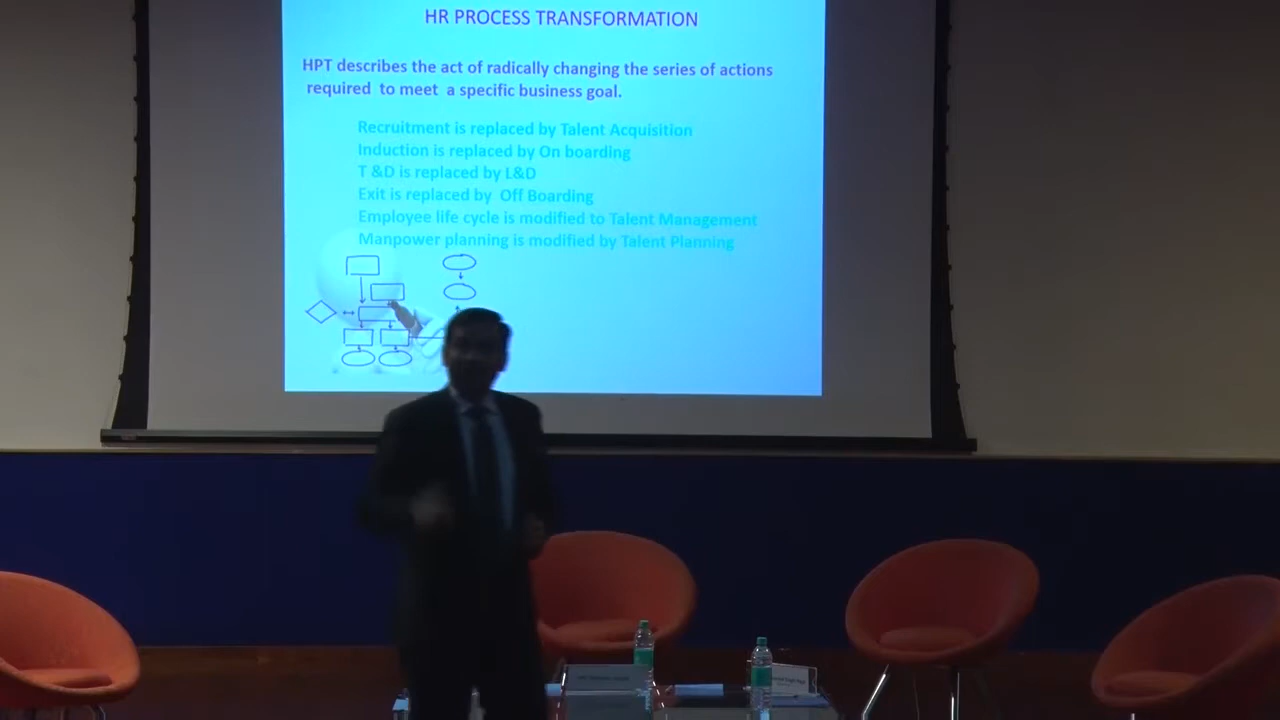 HR PROCESS TRANSFORMATION
HPT describes the act of radically changing the series of actions
required to meet a specific business goal.
Recruitment is replaced by Talent Acquisition
Induction is replaced by On boarding
T &D is replaced by L&D
Exit is replaced by Off Boarding
Employee life cycle is modified to Talent Management
Manpower planning is modified by Talent Planning